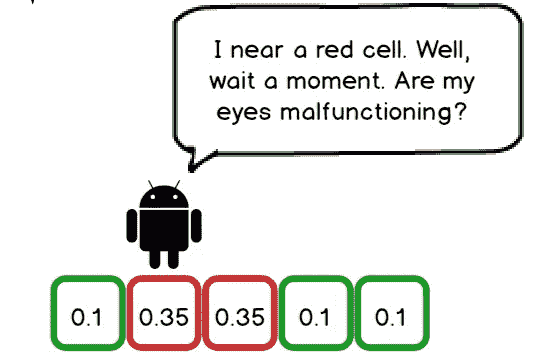 I near a red cell. Well,
wait a moment. Are my
eyes malfunctioning?
0.1 0.35 0.35 0.1 0.1